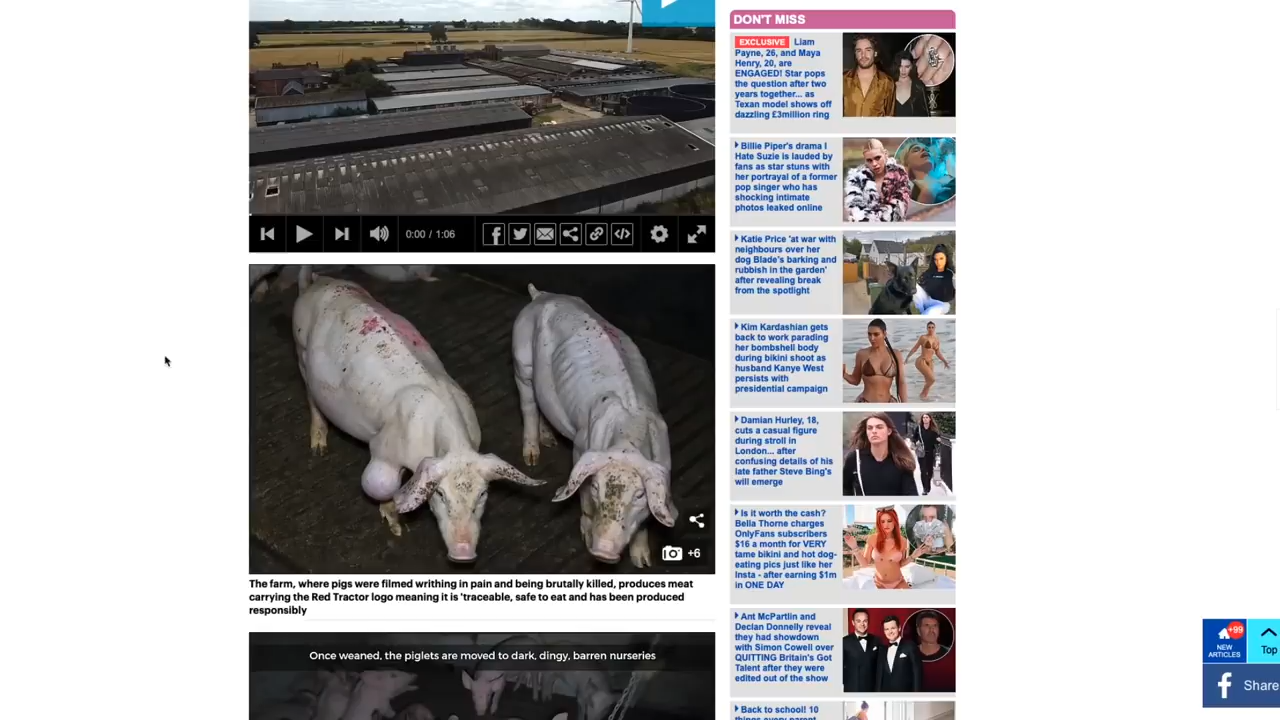 0:00 / 1:06
+6
The farm, where pigs were filmed writhing in pain and being brutally killed, produces meat
carrying the Red Tractor logo meaning it is 'traceable, safe to eat and has been produced
responsibly
Once weaned, the piglets are moved to dark, dingy, barren nurseries
DON'T MISS
EXCLUSIVE Liam
Payne, 26, and Maya
Henry, 20, are
ENGAGED! Star pops
the question after two
years together... as
Texan model shows off
dazzling £3million ring
Billie Piper's drama I
Hate Suzie is lauded by
fans as star stuns with
her portrayal of a former
pop singer who has
shocking intimate
photos leaked online
Katie Price 'at war with
neighbours over her
dog Blade's barking and
rubbish in the garden'
after revealing break
from the spotlight
Kim Kardashian gets
back to work parading
her bombshell body
during bikini shoot as
husband Kanye West
persists with
presidential campaign
Damian Hurley, 18,
cuts a casual figure
during stroll in
London... after
confusing details of his
late father Steve Bing's
will emerge
Is it worth the cash?
Bella Thorne charges
OnlyFans subscribers
$16 a month for VERY
tame bikini and hot dog-
eating pics just like her
Insta - after earning $1m
in ONE DAY
Ant McPartlin and
Declan Donnelly reveal
they had showdown
with Simon Cowell over
QUITTING Britain's Got
Talent after they were
edited out of the show
Back to school! 10
things every parent
+99
NEW
ARTICLES
Top
Share